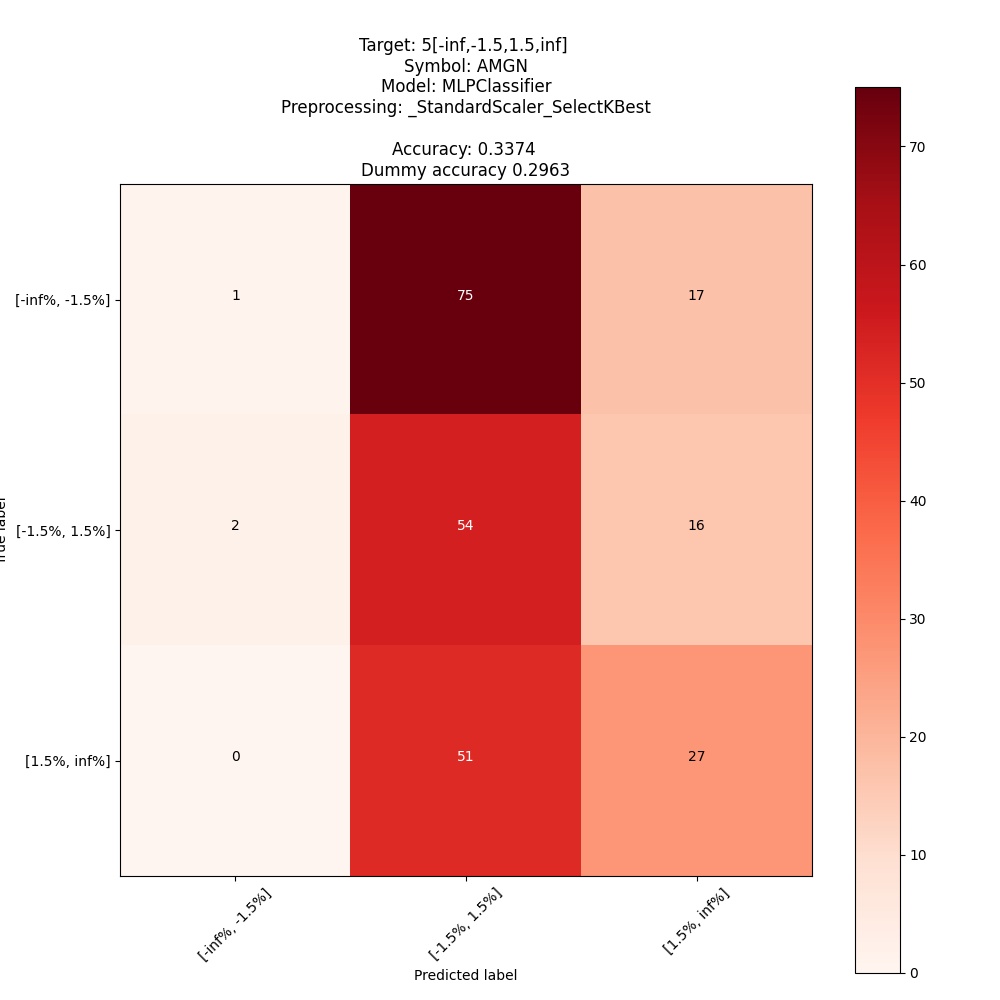 Target: 5[-inf,-1.5,1.5,inf]
Symbol: AMGN
Model: MLPClassifier
Preprocessing: _StandardScaler_SelectKBest
Accuracy: 0.3374
Dummy accuracy 0.2963
70
60
50
40
30
20
10
0
[-inf%, -1.5%]
1
75
17
[-1.5%, 1.5%]
2
54
16
[1.5%, inf%]
0
51
27
[-inf%, -1.5%]
[-1.5%, 1.5%]
[1.5%, inf%]
Predicted label